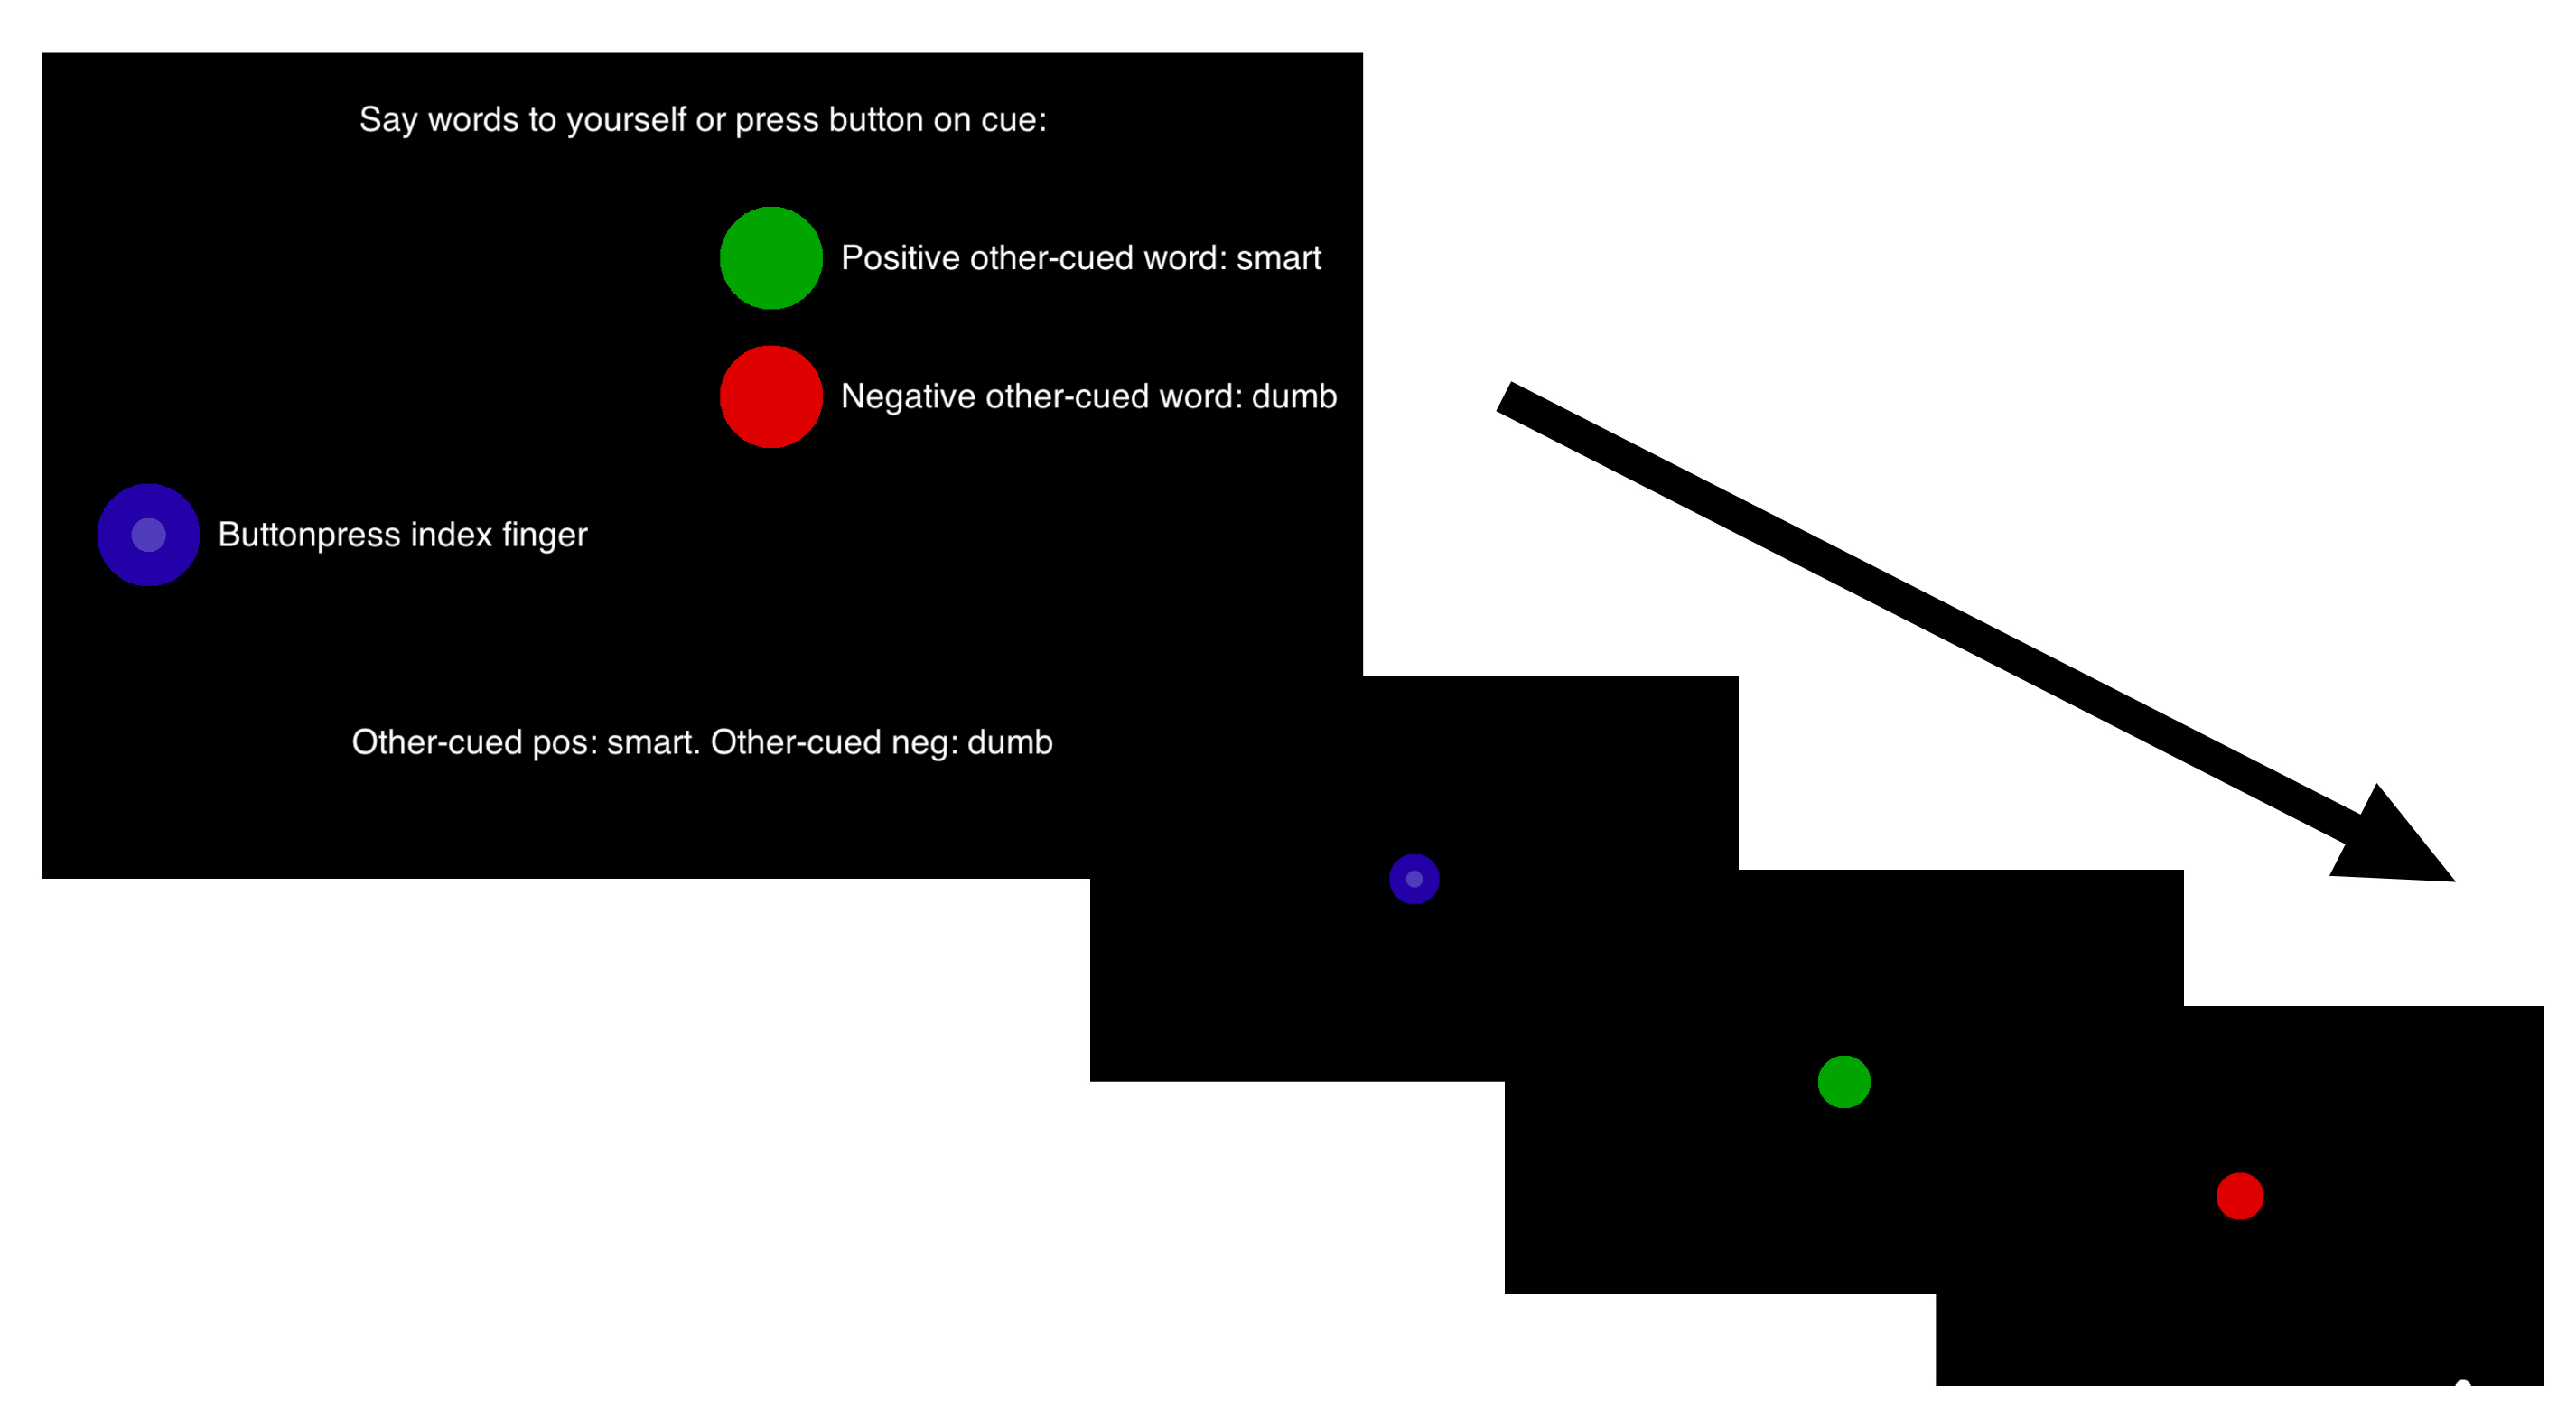 Say words to yourself or press button on cue:
Positive other-cued word: smart
Negative other-cued word: dumb
Buttonpress index finger
Other-cued pos: smart. Other-cued neg: dumb